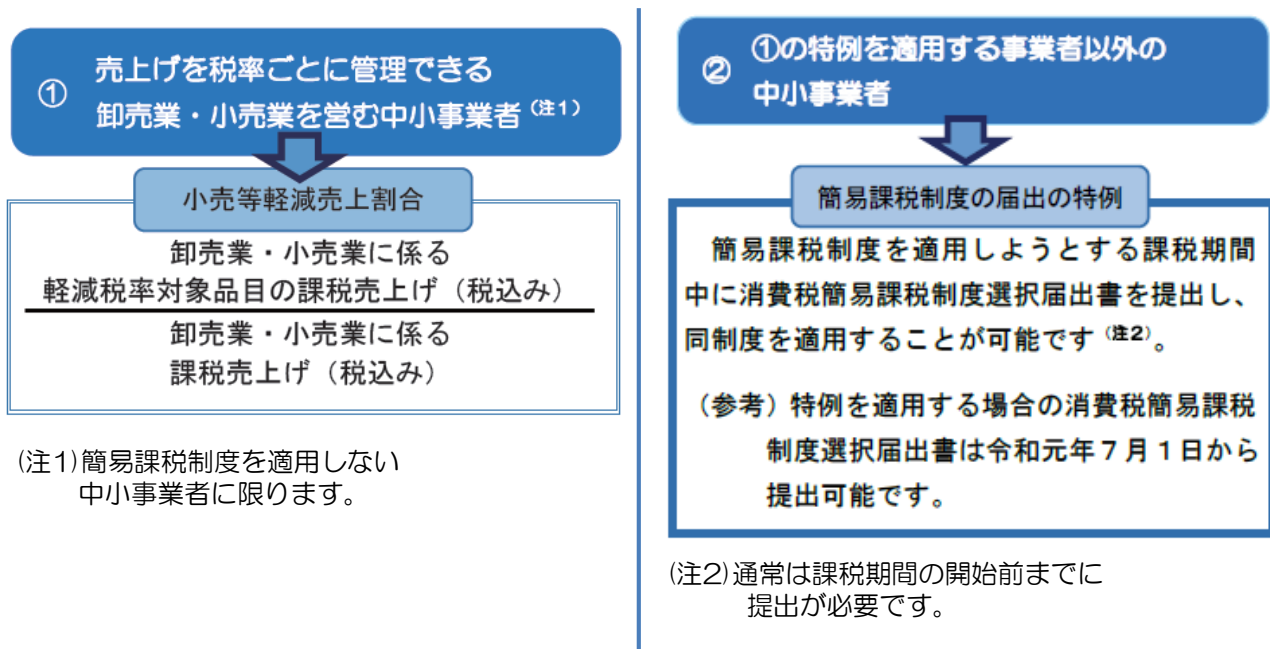 ① 売上げを税率ごとに管理できる
卸売業・小売業を営む中小事業者（注１）
小売等軽減売上割合
卸売業・小売業に係る
軽減税率対象品目の課税売上げ（税込み）
卸売業・小売業に係る
課税売上げ（税込み）
(注1)簡易課税制度を適用しない
中小事業者に限ります。
② ①の特例を適用する事業者以外の
中小事業者
簡易課税制度の届出の特例
簡易課税制度を適用しようとする課税期間
中に消費税簡易課税制度選択届出書を提出し、
同制度を適用することが可能です（注２）。
（参考）特例を適用する場合の消費税簡易課税
制度選択届出書は令和元年７月１日から
提出可能です。
(注2)通常は課税期間の開始前までに
提出が必要です。